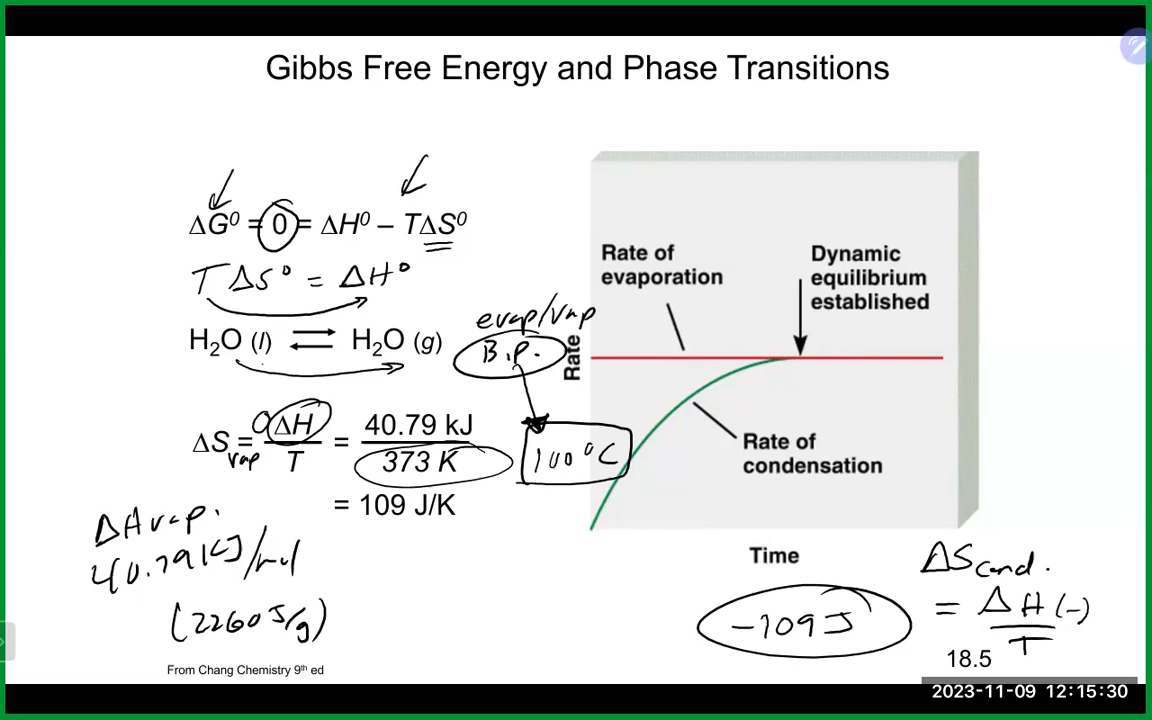 Gibbs Free Energy and Phase Transitions
ΔG⁰ = 0 = ΔH⁰ – TΔS⁰
TΔS° = ΔH°
H₂O (l) ⇌ H₂O (g)
evap/vap
B.P.
100°C
ΔS = ΔH / T = 40.79 kJ / 373 K
vap
= 109 J/K
ΔHvap.
40.79 kJ/mol
(2260 J/g)
From Chang Chemistry 9th ed
Rate of
evaporation
Dynamic
equilibrium
established
Rate
Rate of
condensation
Time
ΔScond.
= ΔH (-) / T
-109 J
18.5
2023-11-09 12:15:30